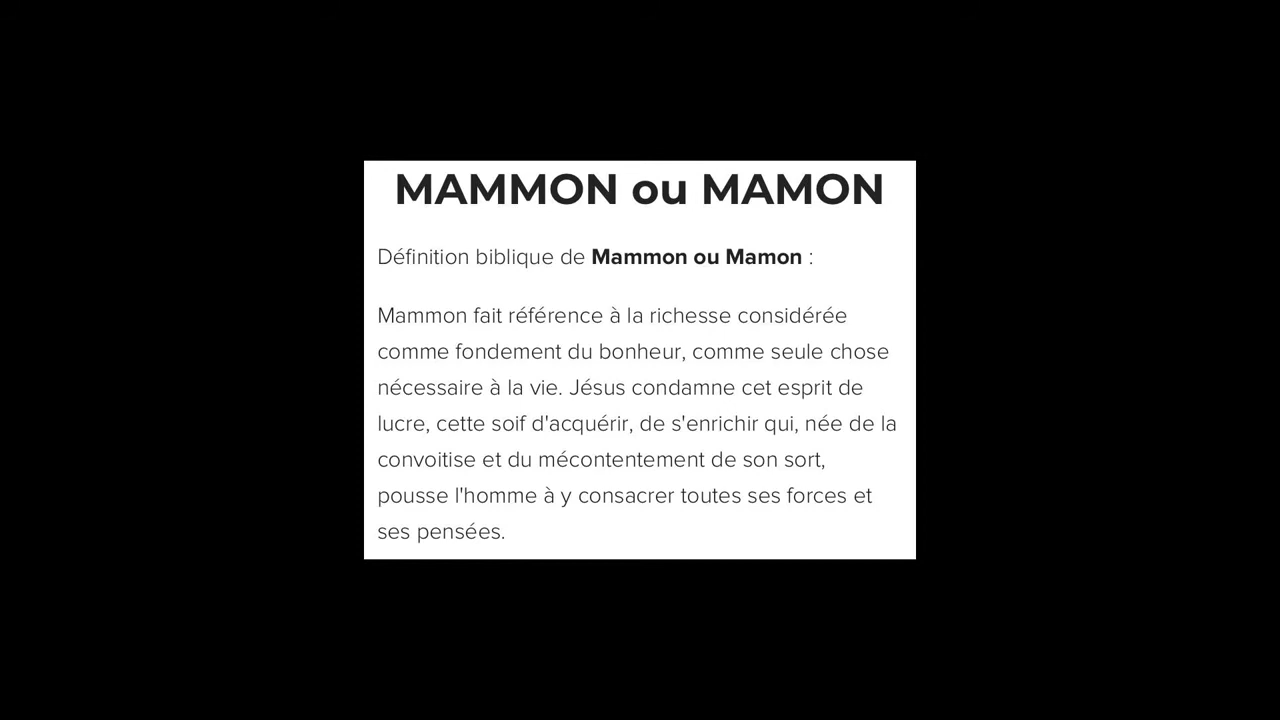 MAMMON ou MAMON
Définition biblique de Mammon ou Mamon :
Mammon fait référence à la richesse considérée
comme fondement du bonheur, comme seule chose
nécessaire à la vie. Jésus condamne cet esprit de
lucre, cette soif d'acquérir, de s'enrichir qui, née de la
convoitise et du mécontentement de son sort,
pousse l'homme à y consacrer toutes ses forces et
ses pensées.